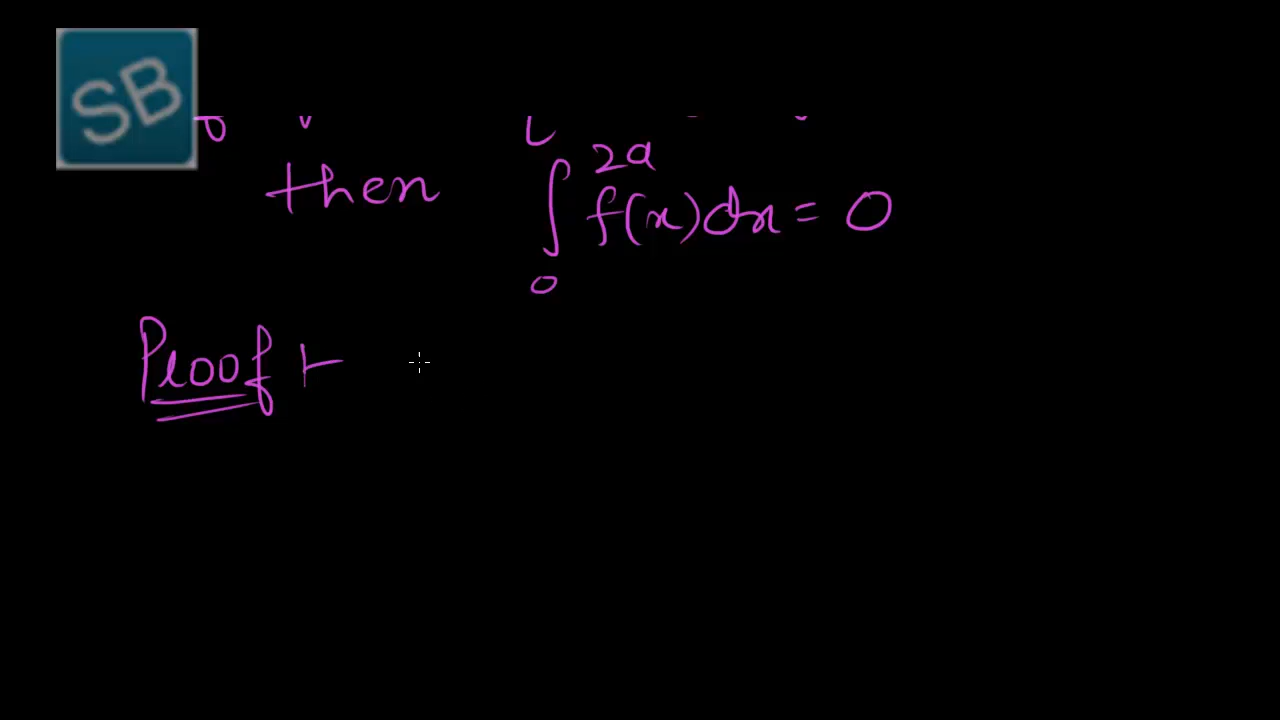 SB
then ∫₀²ᵃ f(x)dx = 0
Proof :-